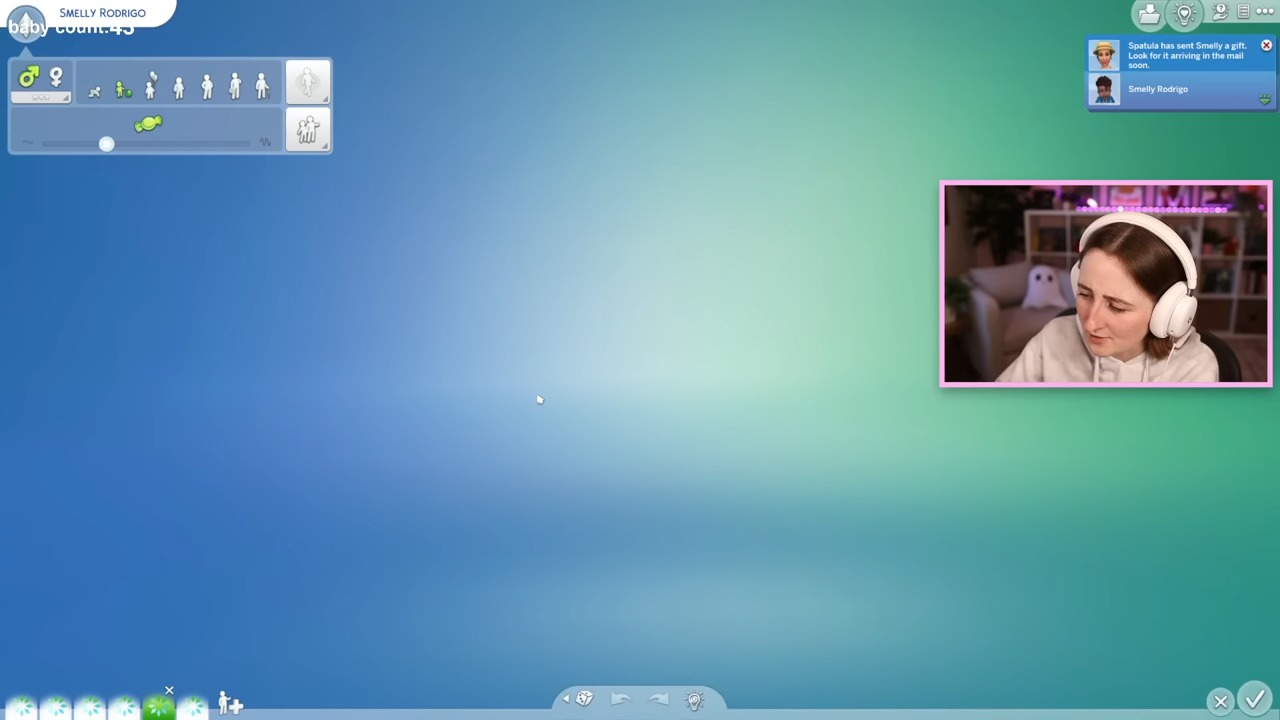 SMELLY RODRIGO
baby count:43
Spatula has sent Smelly a gift.
Look for it arriving in the mail
soon.
Smelly Rodrigo